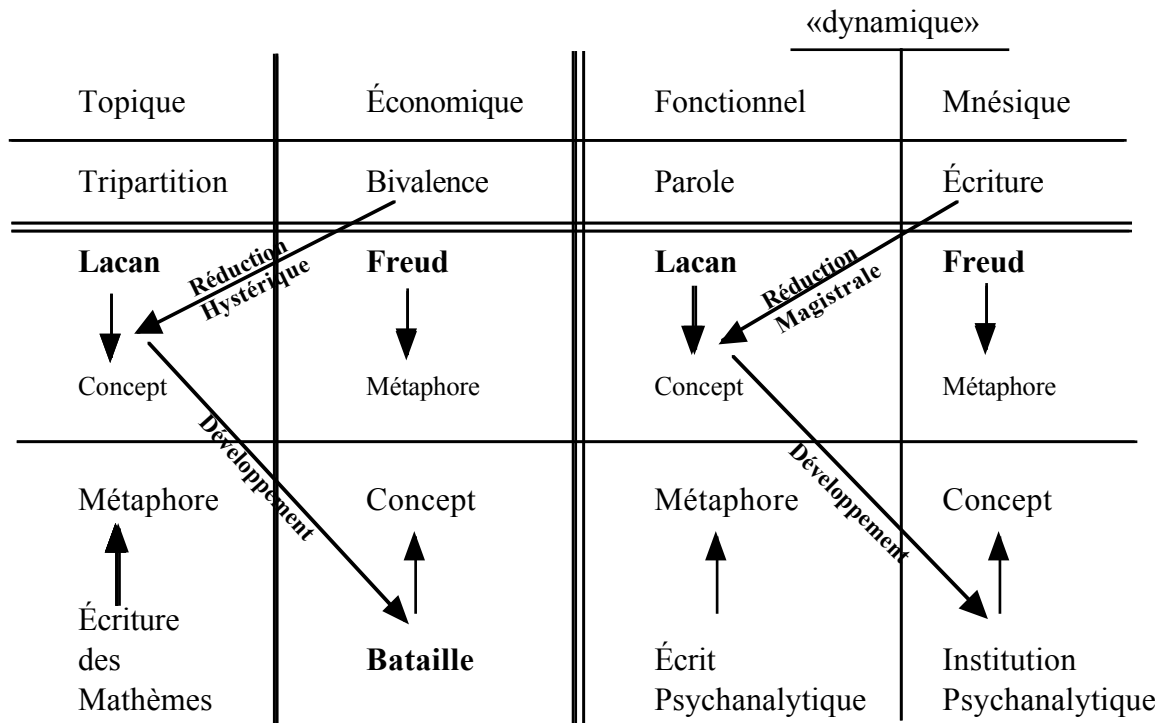 «dynamique»
Topique Économique Fonctionnel Mnésique
Tripartition Bivalence Parole Écriture
Lacan Freud Lacan Freud
Réduction
Hystérique
Réduction
Magistrale
Concept Métaphore Concept Métaphore
Développement Développement
Métaphore Concept Métaphore Concept
Écriture
des
Mathèmes
Bataille
Écrit
Psychanalytique
Institution
Psychanalytique